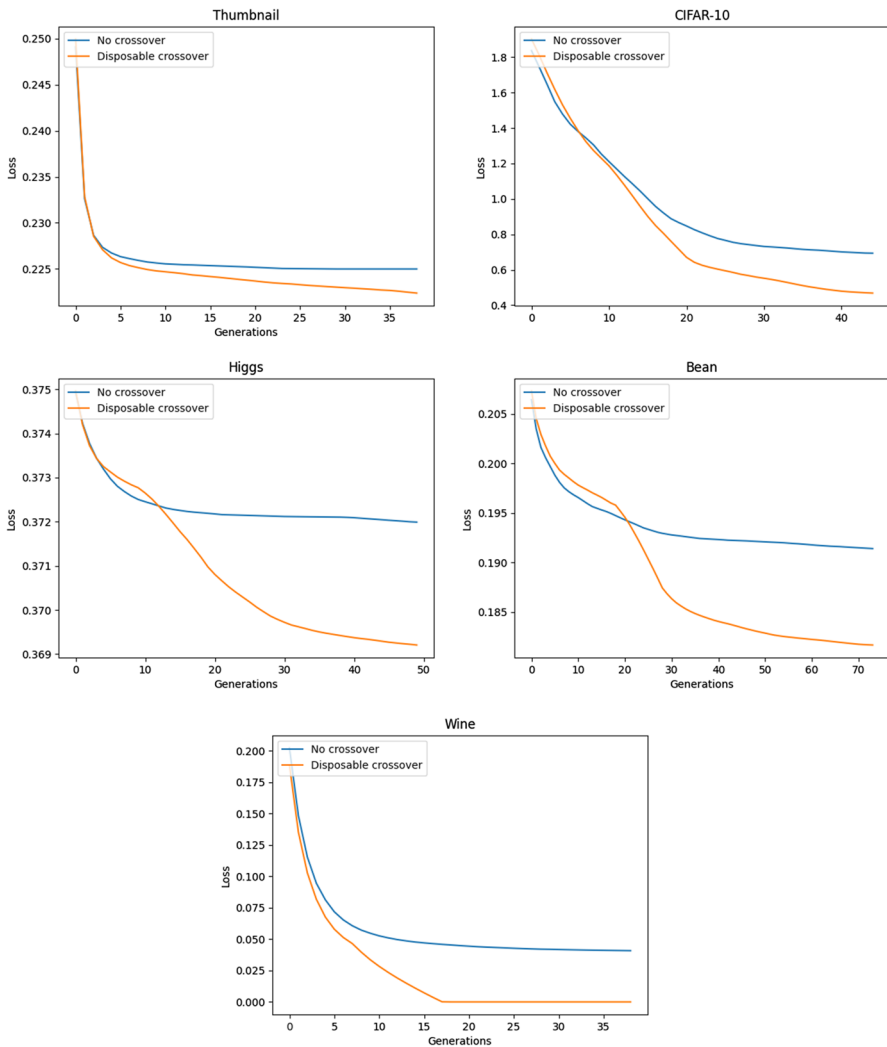 Thumbnail
0.250
0.245
0.240
0.235
0.230
0.225
Loss
No crossover
Disposable crossover
0 5 10 15 20 25 30 35
Generations
CIFAR-10
1.8
1.6
1.4
1.2
1.0
0.8
0.6
0.4
Loss
No crossover
Disposable crossover
0 10 20 30 40
Higgs
0.375
0.374
0.373
0.372
0.371
0.370
0.369
Loss
No crossover
Disposable crossover
0 10 20 30 40 50
Generations
Bean
0.205
0.200
0.195
0.190
0.185
Loss
No crossover
Disposable crossover
0 10 20 30 40 50 60 70
Generations
Wine
0.200
0.175
0.150
0.125
0.100
0.075
0.050
0.025
0.000
Loss
No crossover
Disposable crossover
0 5 10 15 20 25 30 35
Generations